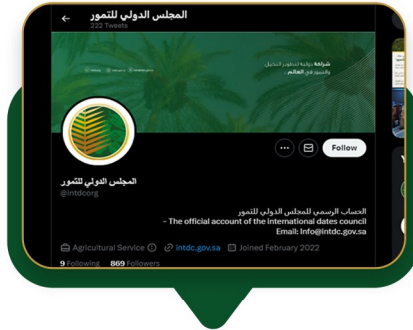 المجلس الدولي للتمور
222 Tweets
شراكة دولية لتطوير النخيل
والتمور في العالم
Follow
المجلس الدولي للتمور
@intdcorg
الحساب الرسمي للمجلس الدولي للتمور
- The official account of the international dates council
Email: Info@intdc.gov.sa
Agricultural Service intdc.gov.sa Joined February 2022
9 Following 869 Followers